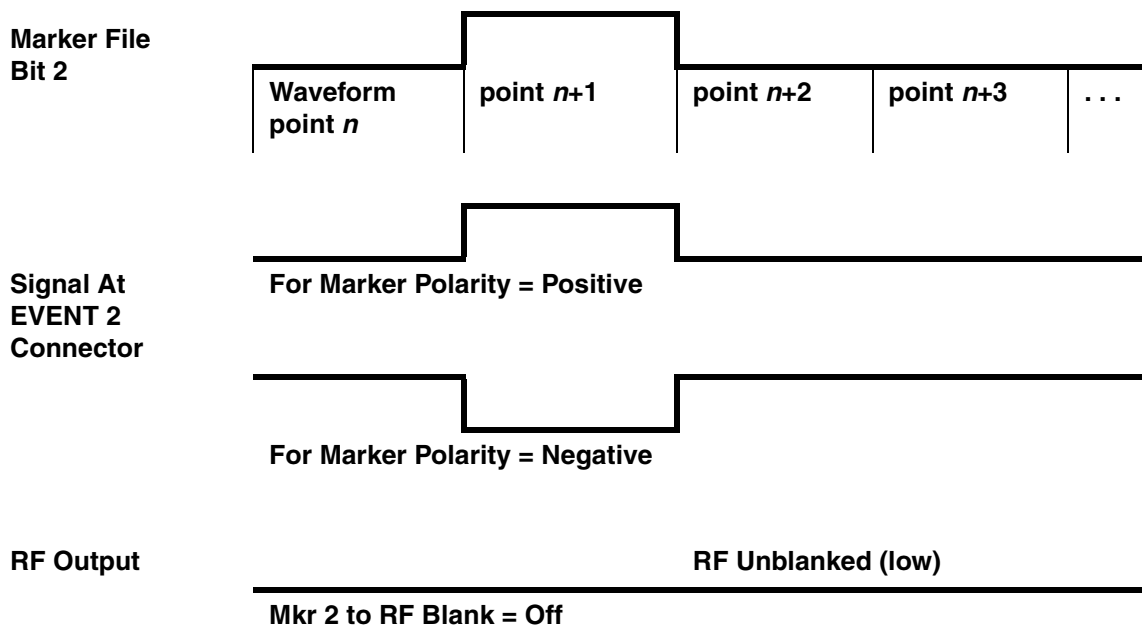 Marker File
Bit 2
Waveform
point n
point n+1
point n+2
point n+3
. . .
Signal At
EVENT 2
Connector
For Marker Polarity = Positive
For Marker Polarity = Negative
RF Output
RF Unblanked (low)
Mkr 2 to RF Blank = Off